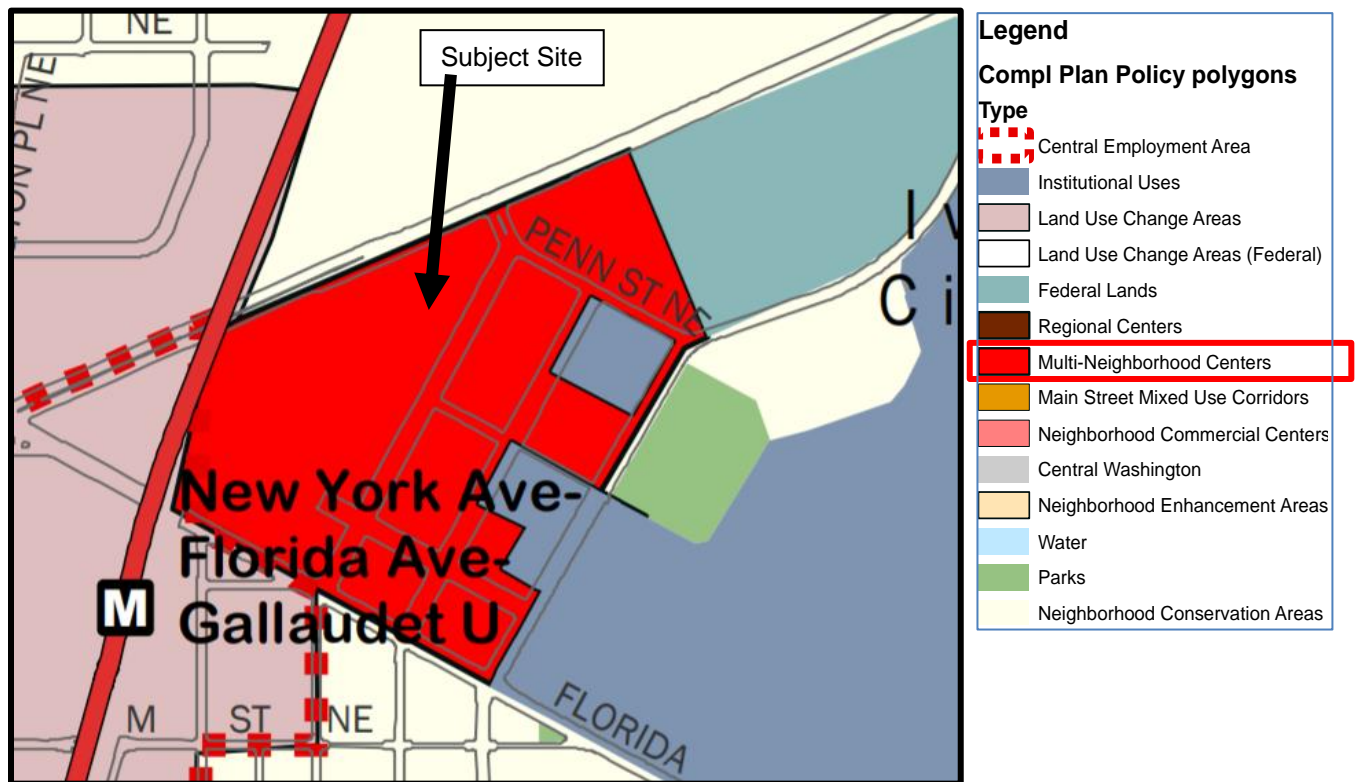 NE
ION PL NE
Subject Site
PENN ST NE
Iv
C i
New York Ave-
Florida Ave-
Gallaudet U
M
M ST NE
FLORIDA
Legend
Compl Plan Policy polygons
Type
Central Employment Area
Institutional Uses
Land Use Change Areas
Land Use Change Areas (Federal)
Federal Lands
Regional Centers
Multi-Neighborhood Centers
Main Street Mixed Use Corridors
Neighborhood Commercial Centers
Central Washington
Neighborhood Enhancement Areas
Water
Parks
Neighborhood Conservation Areas